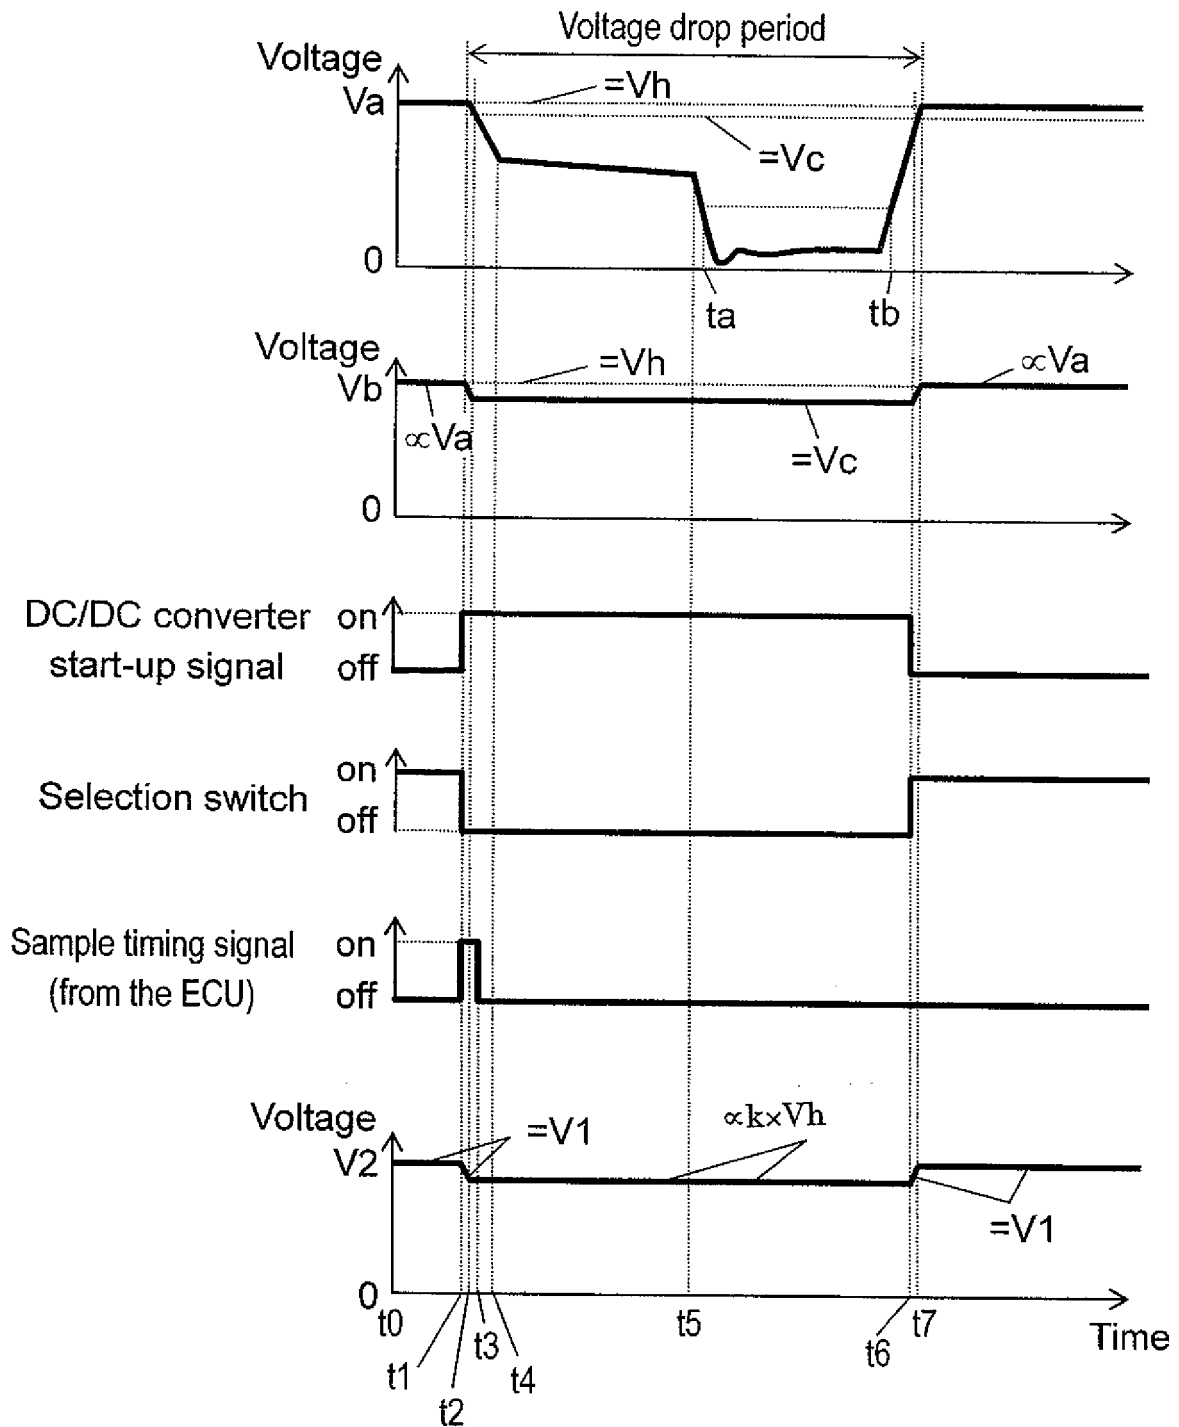 Voltage drop period
Voltage
Va
=Vh
=Vc
0
ta
tb
Voltage
Vb
=Vh
∝Va
∝Va
=Vc
0
DC/DC converter
start-up signal
on
off
Selection switch
on
off
Sample timing signal
(from the ECU)
on
off
Voltage
V2
=V1
∝k×Vh
=V1
0
t0
t1
t2
t3
t4
t5
t6
t7
Time